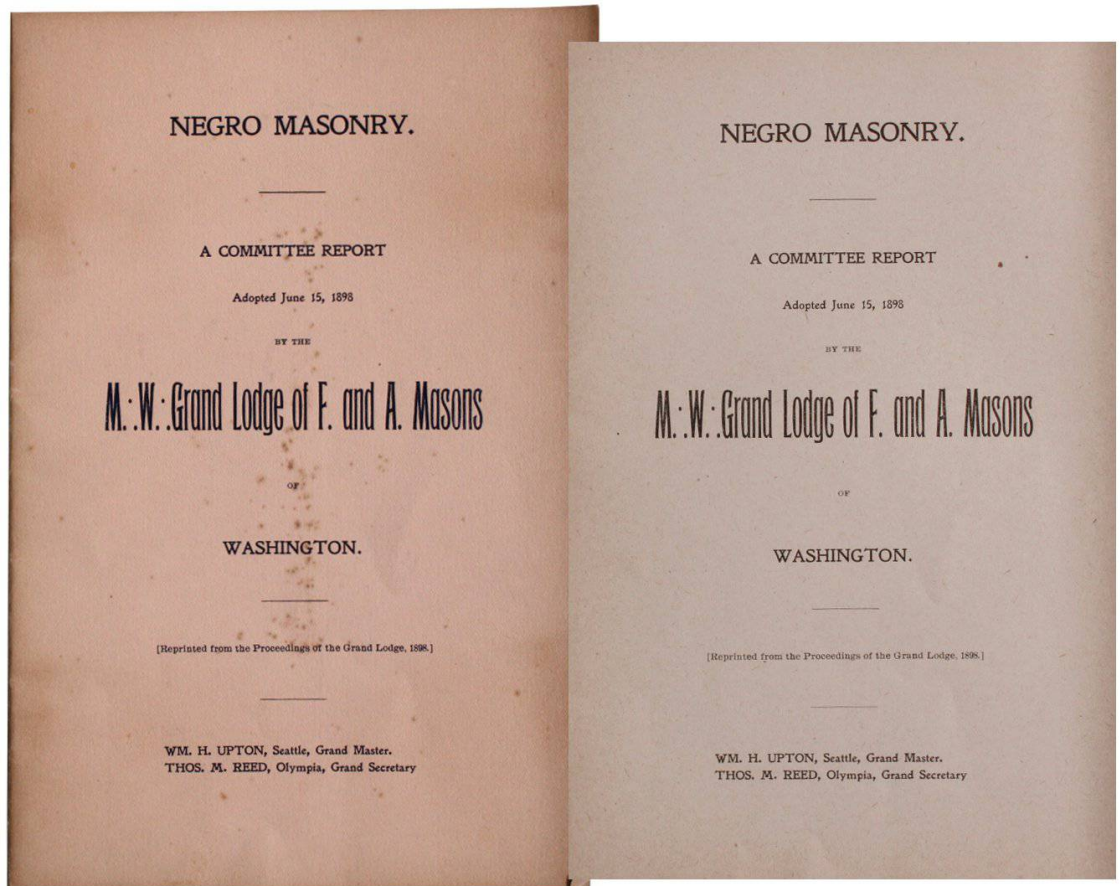 NEGRO MASONRY.
A COMMITTEE REPORT
Adopted June 15, 1898
BY THE
M.·.W.·.Grand Lodge of F. and A. Masons
OF
WASHINGTON.
[Reprinted from the Proceedings of the Grand Lodge, 1898.]
WM. H. UPTON, Seattle, Grand Master.
THOS. M. REED, Olympia, Grand Secretary
NEGRO MASONRY.
A COMMITTEE REPORT
Adopted June 15, 1898
BY THE
M.·.W.·.Grand Lodge of F. and A. Masons
OF
WASHINGTON.
[Reprinted from the Proceedings of the Grand Lodge, 1898.]
WM. H. UPTON, Seattle, Grand Master.
THOS. M. REED, Olympia, Grand Secretary